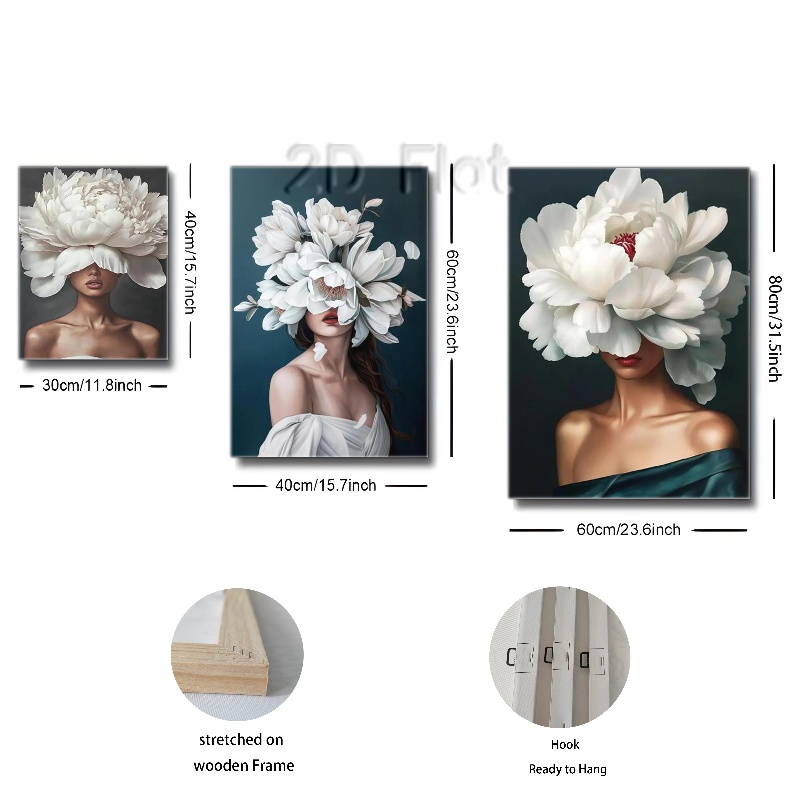 2D Flat
40cm/15.7inch
30cm/11.8inch
60cm/23.6inch
40cm/15.7inch
80cm/31.5inch
60cm/23.6inch
stretched on
wooden Frame
Hook
Ready to Hang